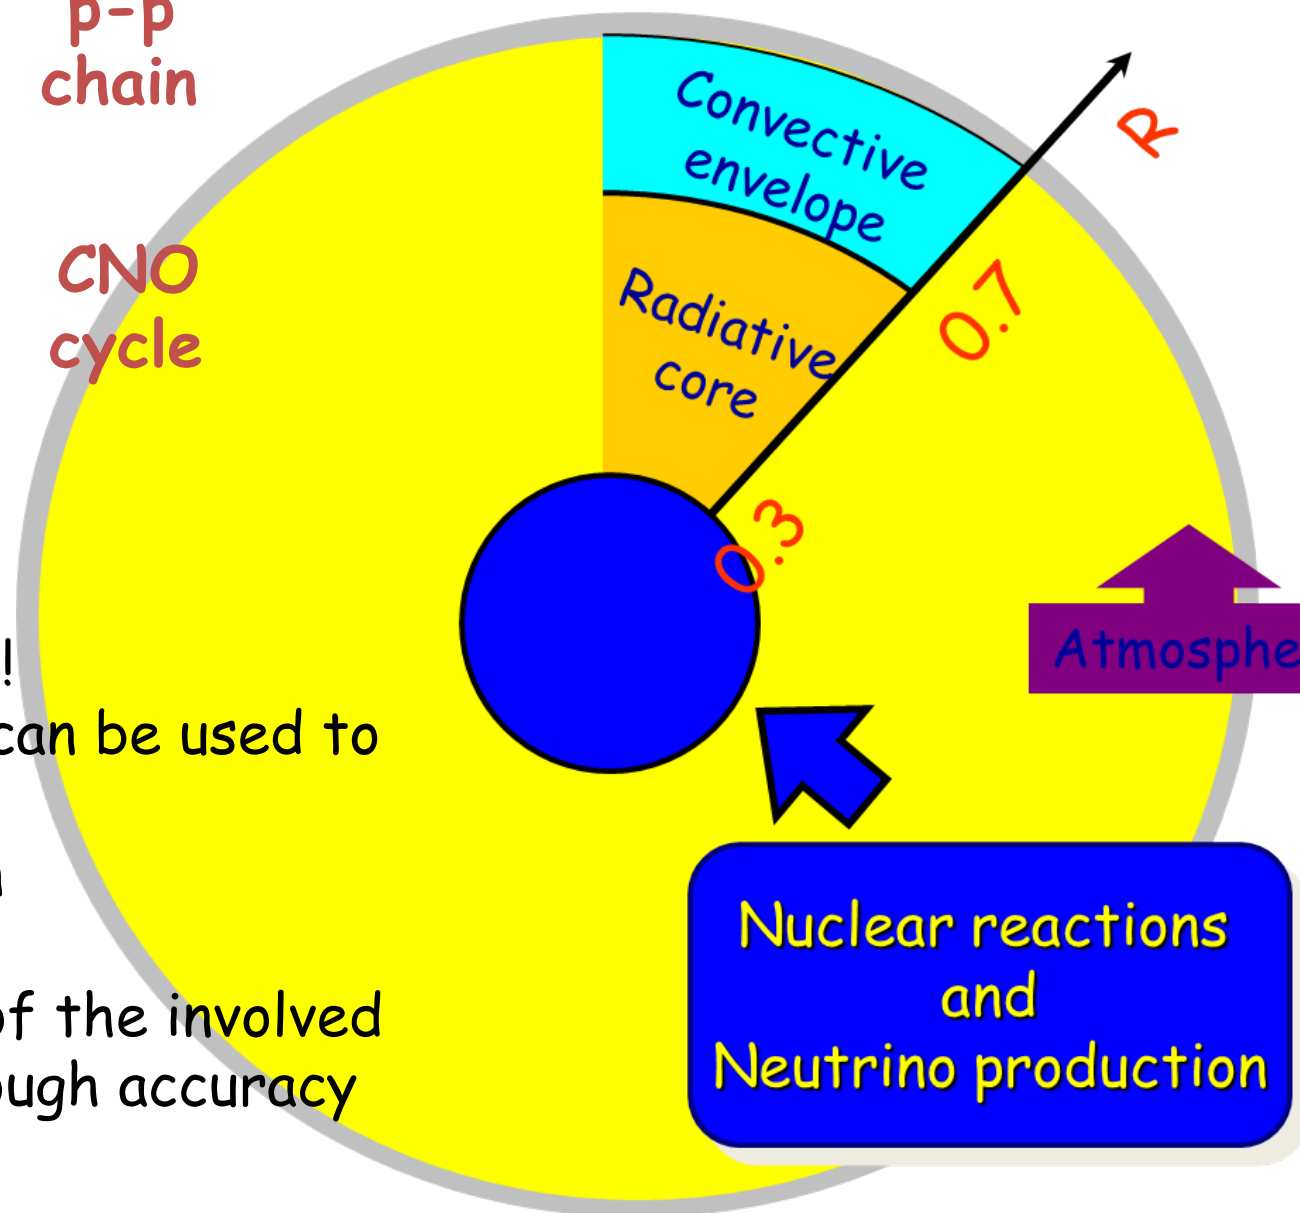 p-p
chain
CNO
cycle
Convective
envelope
R
0.7
Radiative
core
0.3
Atmosphe
!
can be used to
of the involved
ough accuracy
Nuclear reactions
and
Neutrino production